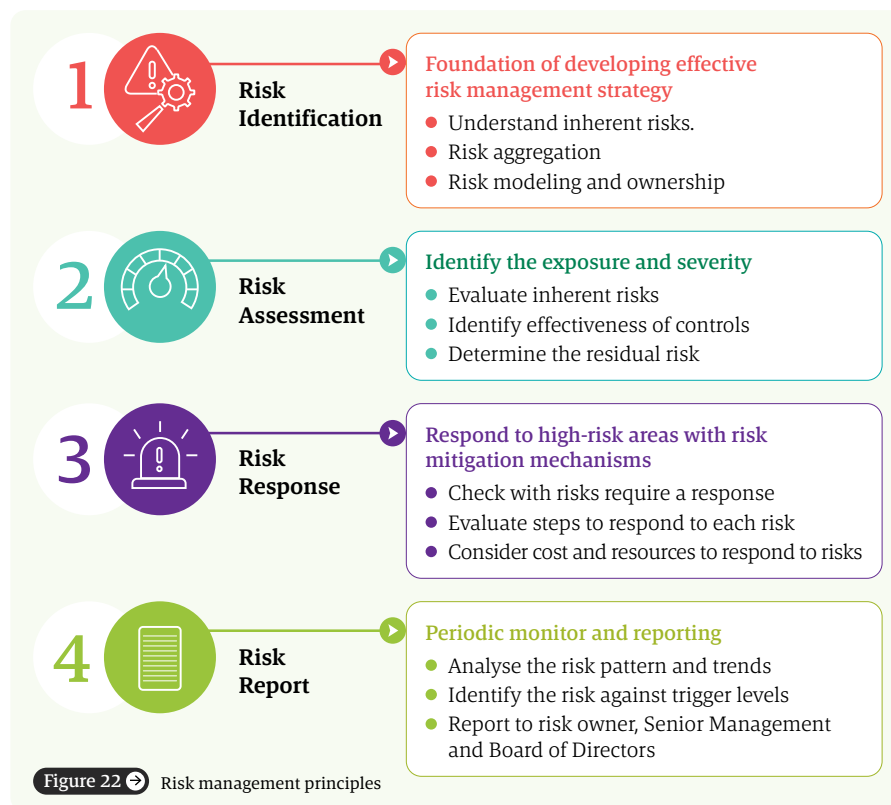 1
Risk
Identification
Foundation of developing effective
risk management strategy
Understand inherent risks.
Risk aggregation
Risk modeling and ownership
2
Risk
Assessment
Identify the exposure and severity
Evaluate inherent risks
Identify effectiveness of controls
Determine the residual risk
3
Risk
Response
Respond to high-risk areas with risk
mitigation mechanisms
Check with risks require a response
Evaluate steps to respond to each risk
Consider cost and resources to respond to risks
4
Risk
Report
Periodic monitor and reporting
Analyse the risk pattern and trends
Identify the risk against trigger levels
Report to risk owner, Senior Management
and Board of Directors
Figure 22 Risk management principles